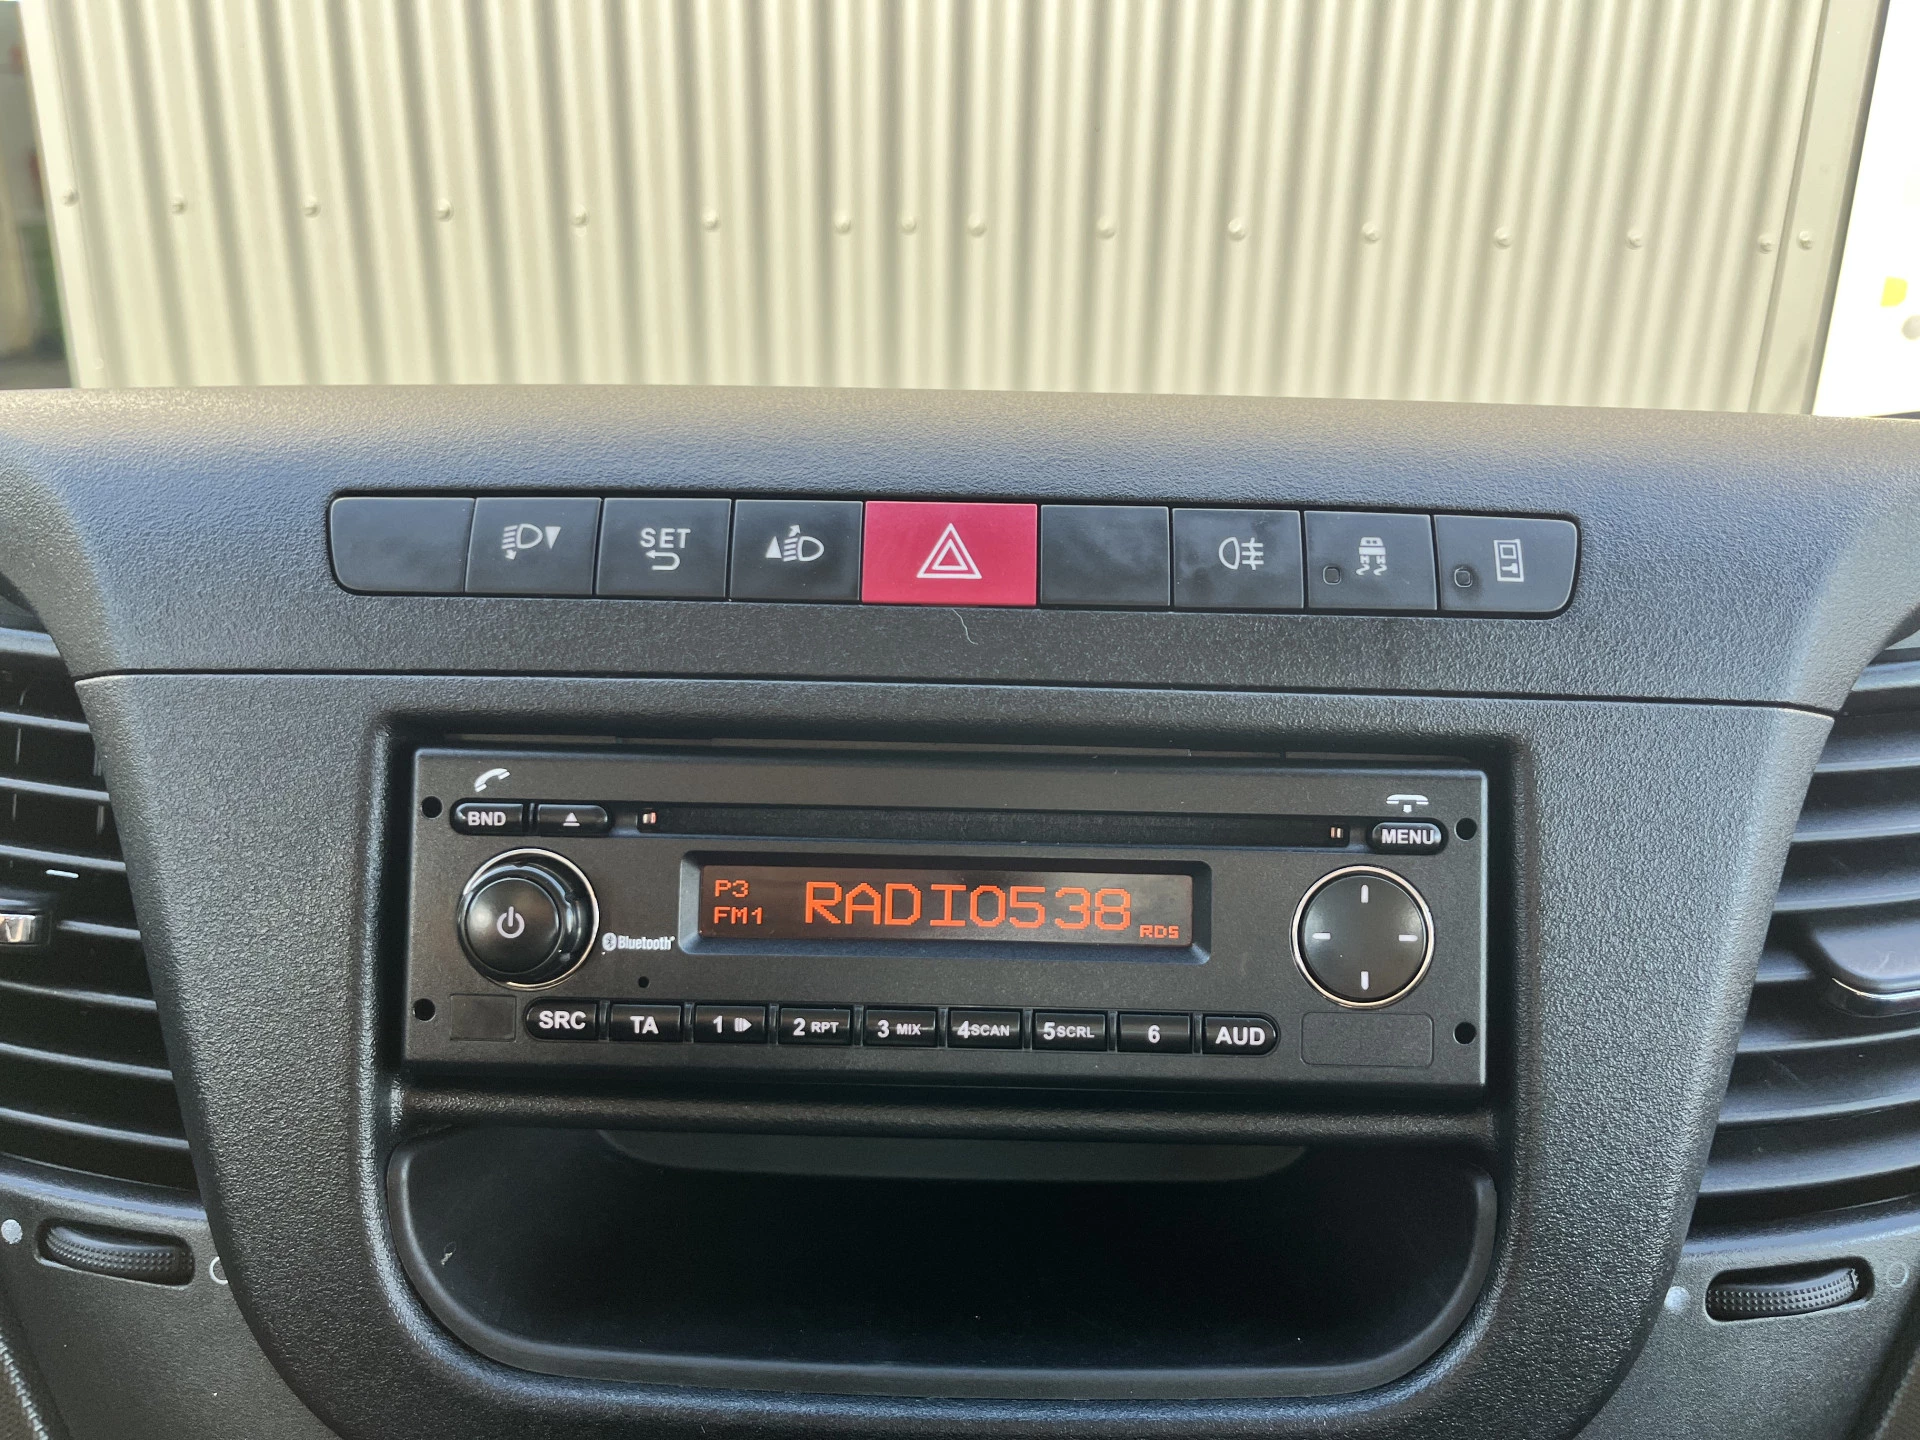 SET
BND
MENU
P3
FM1
RADIO538
RDS
Bluetooth
SRC
TA
1
2 RPT
3 MIX
4SCAN
5SCRL
6
AUD